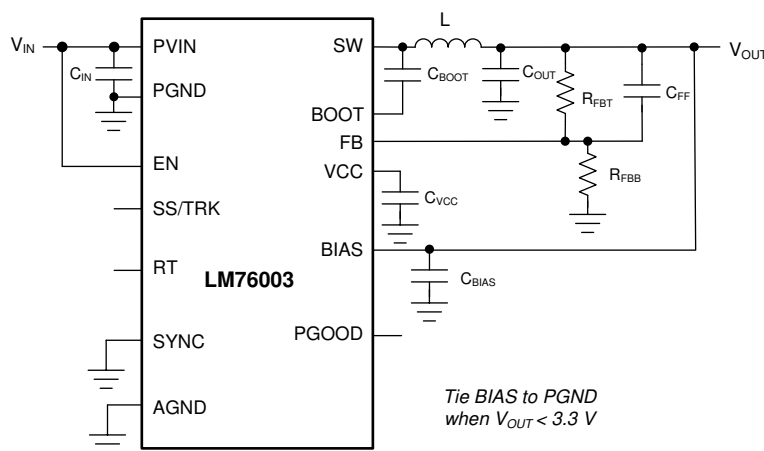 L
V_IN
PVIN
SW
V_OUT
C_IN
C_BOOT
C_OUT
R_FBT
C_FF
PGND
BOOT
FB
EN
VCC
R_FBB
C_VCC
SS/TRK
BIAS
RT
LM76003
C_BIAS
SYNC
PGOOD
AGND
Tie BIAS to PGND
when V_OUT < 3.3 V